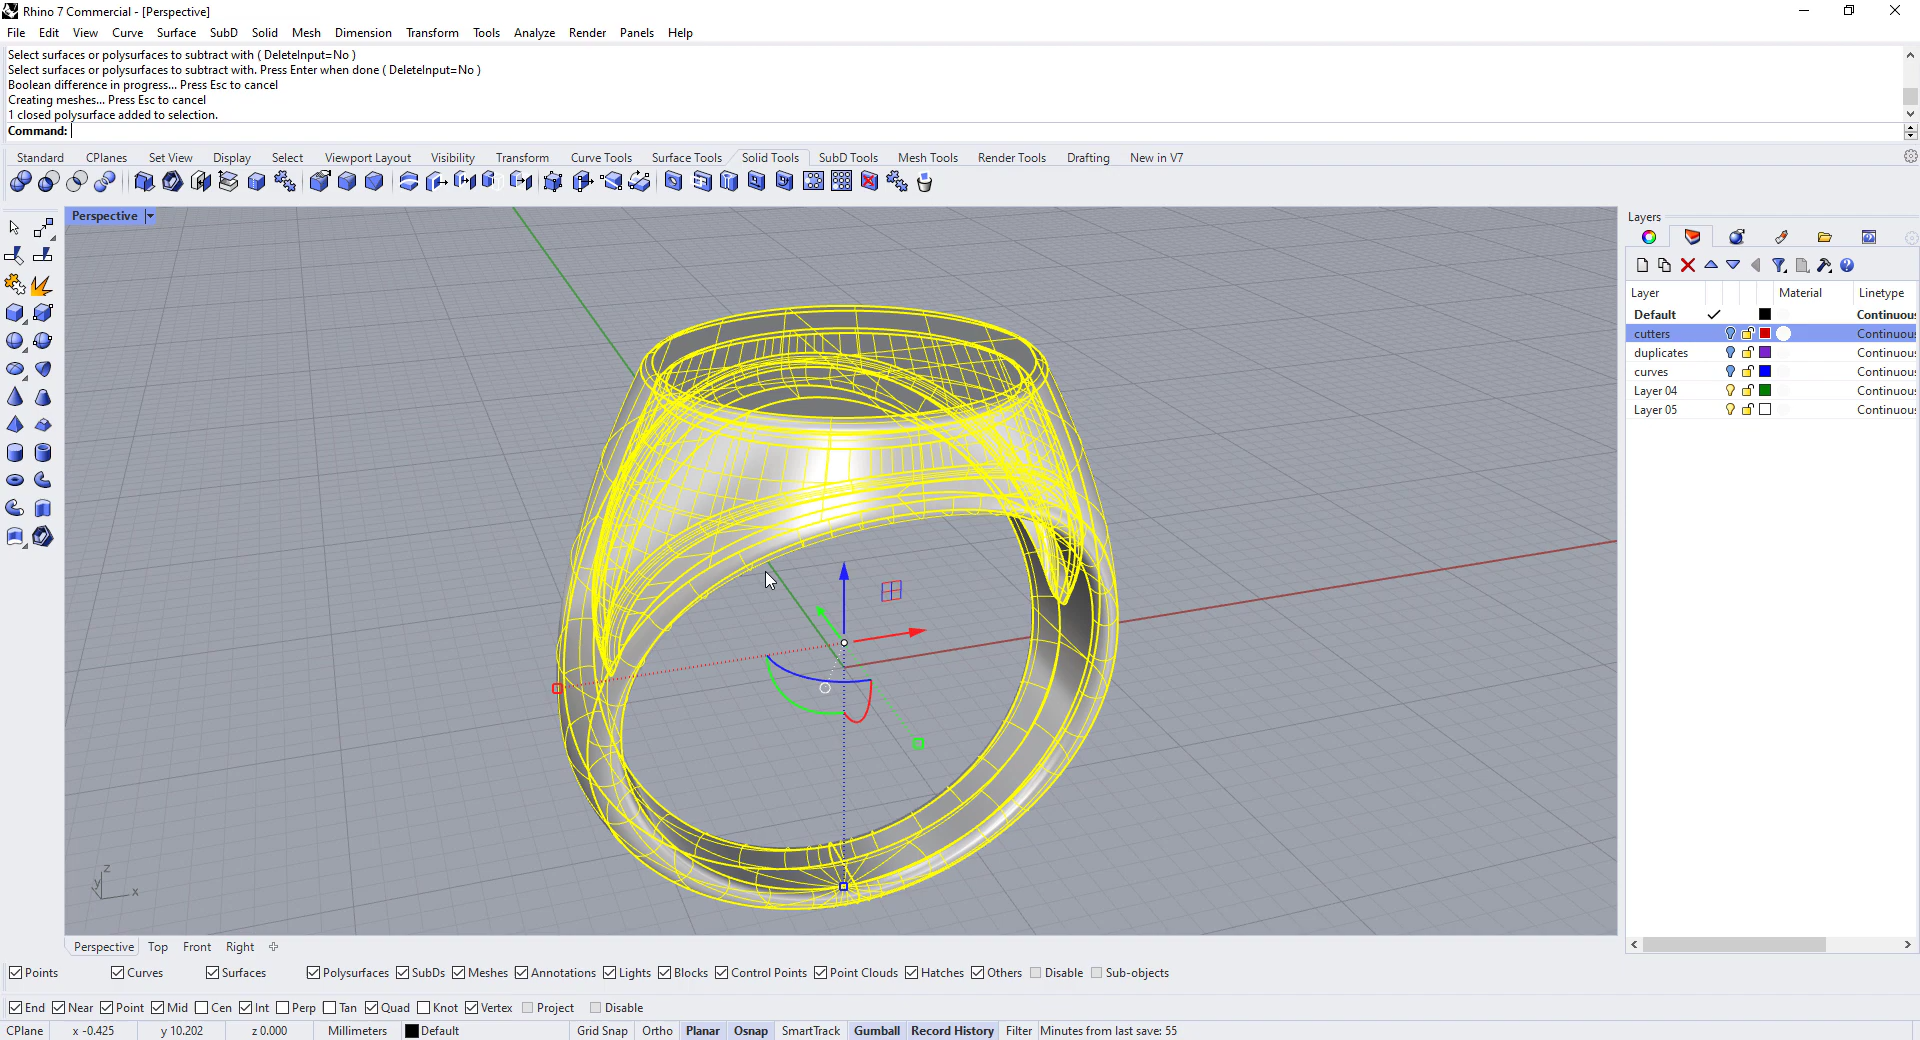 Rhino 7 Commercial - [Perspective]
File Edit View Curve Surface SubD Solid Mesh Dimension Transform Tools Analyze Render Panels Help
Select surfaces or polysurfaces to subtract with ( DeleteInput=No )
Select surfaces or polysurfaces to subtract with. Press Enter when done ( DeleteInput=No )
Boolean difference in progress... Press Esc to cancel
Creating meshes... Press Esc to cancel
1 closed polysurface added to selection.
Command:
Standard CPlanes Set View Display Select Viewport Layout Visibility Transform Curve Tools Surface Tools Solid Tools SubD Tools Mesh Tools Render Tools Drafting New in V7
Perspective
Layers
Layer Material Linetype
Default Continuou
cutters Continuou
duplicates Continuou
curves Continuou
Layer 04 Continuou
Layer 05 Continuou
z
y
x
Perspective Top Front Right
Points Curves Surfaces Polysurfaces SubDs Meshes Annotations Lights Blocks Control Points Point Clouds Hatches Others Disable Sub-objects
End Near Point Mid Cen Int Perp Tan Quad Knot Vertex Project Disable
CPlane x -0.425 y 10.202 z 0.000 Millimeters Default Grid Snap Ortho Planar Osnap SmartTrack Gumball Record History Filter Minutes from last save: 55